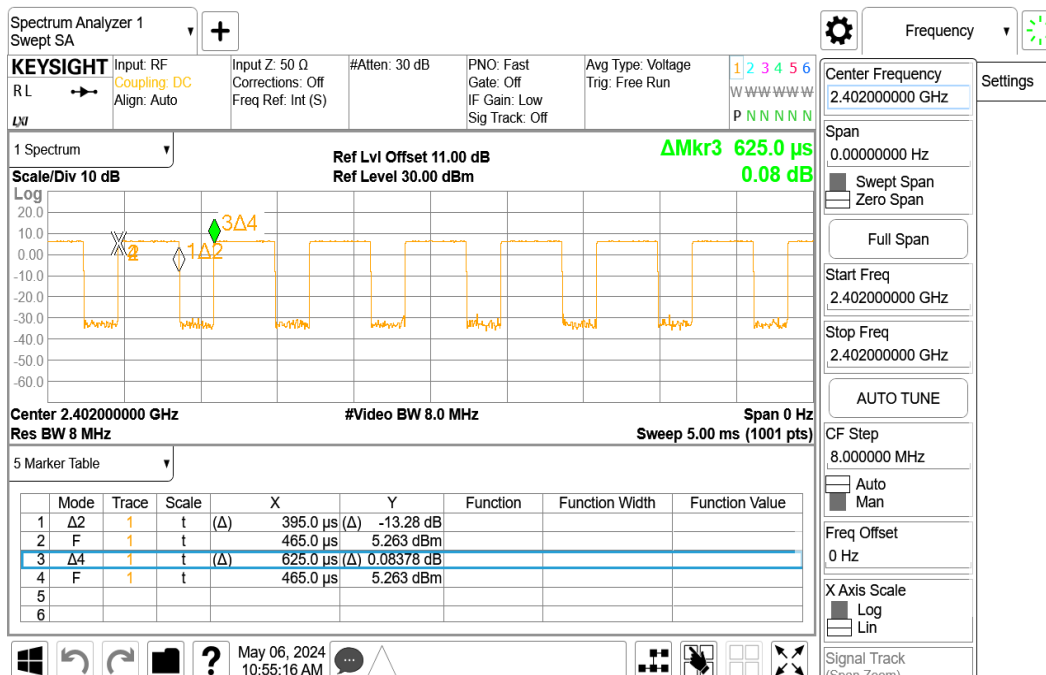 Spectrum Analyzer 1
Swept SA
Frequency
KEYSIGHT
RL
LXI
Input: RF
Coupling: DC
Align: Auto
Input Z: 50 Ω
Corrections: Off
Freq Ref: Int (S)
#Atten: 30 dB
PNO: Fast
Gate: Off
IF Gain: Low
Sig Track: Off
Avg Type: Voltage
Trig: Free Run
1 2 3 4 5 6
W W W W W W
P N N N N N
1 Spectrum
Ref Lvl Offset 11.00 dB
ΔMkr3 625.0 µs
Scale/Div 10 dB
Ref Level 30.00 dBm
0.08 dB
Log
20.0
10.0
0.00
-10.0
-20.0
-30.0
-40.0
-50.0
-60.0
3Δ4
1Δ2
Center 2.402000000 GHz
#Video BW 8.0 MHz
Span 0 Hz
Res BW 8 MHz
Sweep 5.00 ms (1001 pts)
5 Marker Table
Mode Trace Scale X Y Function Function Width Function Value
1 Δ2 1 t (Δ) 395.0 µs (Δ) -13.28 dB
2 F 1 t 465.0 µs 5.263 dBm
3 Δ4 1 t (Δ) 625.0 µs (Δ) 0.08378 dB
4 F 1 t 465.0 µs 5.263 dBm
5
6
May 06, 2024
10:55:16 AM
Center Frequency
2.402000000 GHz
Settings
Span
0.00000000 Hz
Swept Span
Zero Span
Full Span
Start Freq
2.402000000 GHz
Stop Freq
2.402000000 GHz
AUTO TUNE
CF Step
8.000000 MHz
Auto
Man
Freq Offset
0 Hz
X Axis Scale
Log
Lin
Signal Track
(Span Zoom)